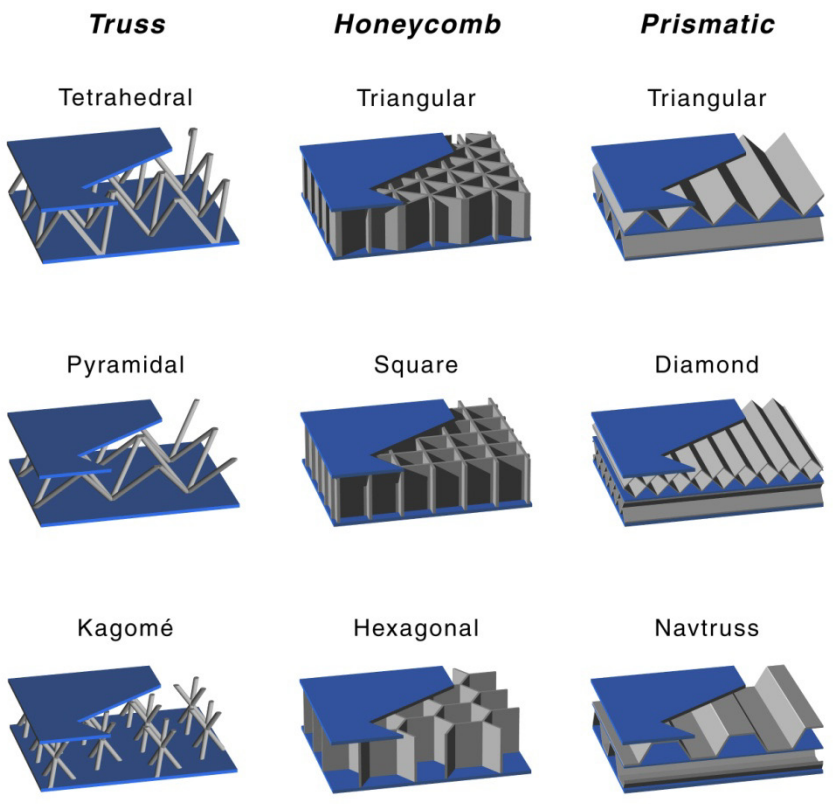 Truss Honeycomb Prismatic
Tetrahedral Triangular Triangular
Pyramidal Square Diamond
Kagomé Hexagonal Navtruss